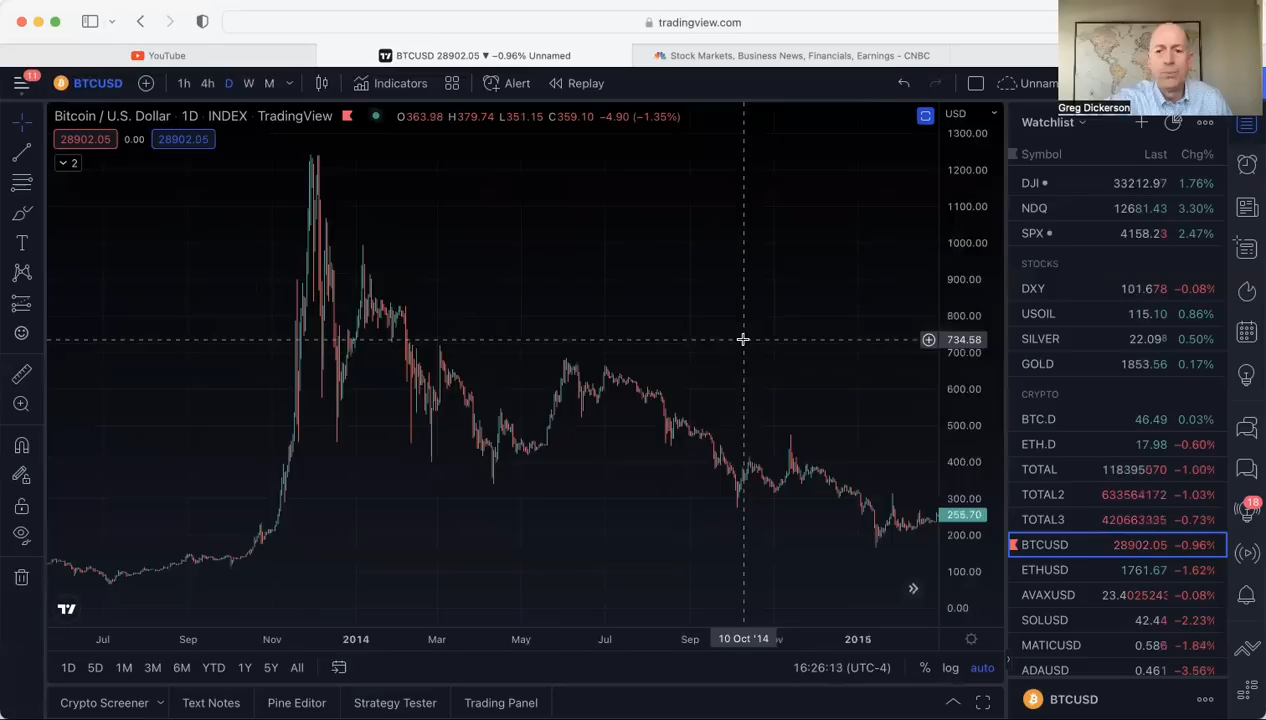 tradingview.com
YouTube
BTCUSD 28902.05 ▼ −0.96% Unnamed
Stock Markets, Business News, Financials, Earnings - CNBC
Greg Dickerson
11
BTCUSD
1h 4h D W M
Indicators
Alert
Replay
Unnam
Bitcoin / U.S. Dollar · 1D · INDEX · TradingView
O363.98 H379.74 L351.15 C359.10 −4.90 (−1.35%)
28902.05 0.00 28902.05
2
USD
1300.00
1200.00
1100.00
1000.00
900.00
800.00
734.58
700.00
600.00
500.00
400.00
300.00
255.70
200.00
100.00
0.00
Jul Sep Nov 2014 Mar May Jul Sep 10 Oct '14 2015
1D 5D 1M 3M 6M YTD 1Y 5Y All
16:26:13 (UTC-4) % log auto
Crypto Screener Text Notes Pine Editor Strategy Tester Trading Panel
Watchlist
Symbol Last Chg%
DJI 33212.97 1.76%
NDQ 12681.43 3.30%
SPX 4158.23 2.47%
STOCKS
DXY 101.678 −0.08%
USOIL 115.10 0.86%
SILVER 22.098 0.50%
GOLD 1853.56 0.17%
CRYPTO
BTC.D 46.49 0.03%
ETH.D 17.98 −0.60%
TOTAL 118395070 −1.00%
TOTAL2 633564172 −1.03%
TOTAL3 420663335 −0.73%
BTCUSD 28902.05 −0.96%
ETHUSD 1761.67 −1.62%
AVAXUSD 23.4025243 −0.08%
SOLUSD 42.44 −2.23%
MATICUSD 0.586 −1.84%
ADAUSD 0.461 −3.56%
BTCUSD
18